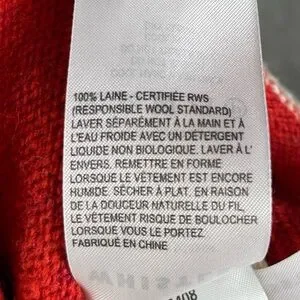 100% LAINE - CERTIFIÉE RWS
(RESPONSIBLE WOOL STANDARD)
LAVER SÉPARÉMENT À LA MAIN ET À
L'EAU FROIDE AVEC UN DÉTERGENT
LIQUIDE NON BIOLOGIQUE. LAVER À L'
ENVERS. REMETTRE EN FORME
LORSQUE LE VÊTEMENT EST ENCORE
HUMIDE. SÉCHER À PLAT. EN RAISON
DE LA DOUCEUR NATURELLE DU FIL,
LE VÊTEMENT RISQUE DE BOULOCHER
LORSQUE VOUS LE PORTEZ.
FABRIQUÉ EN CHINE